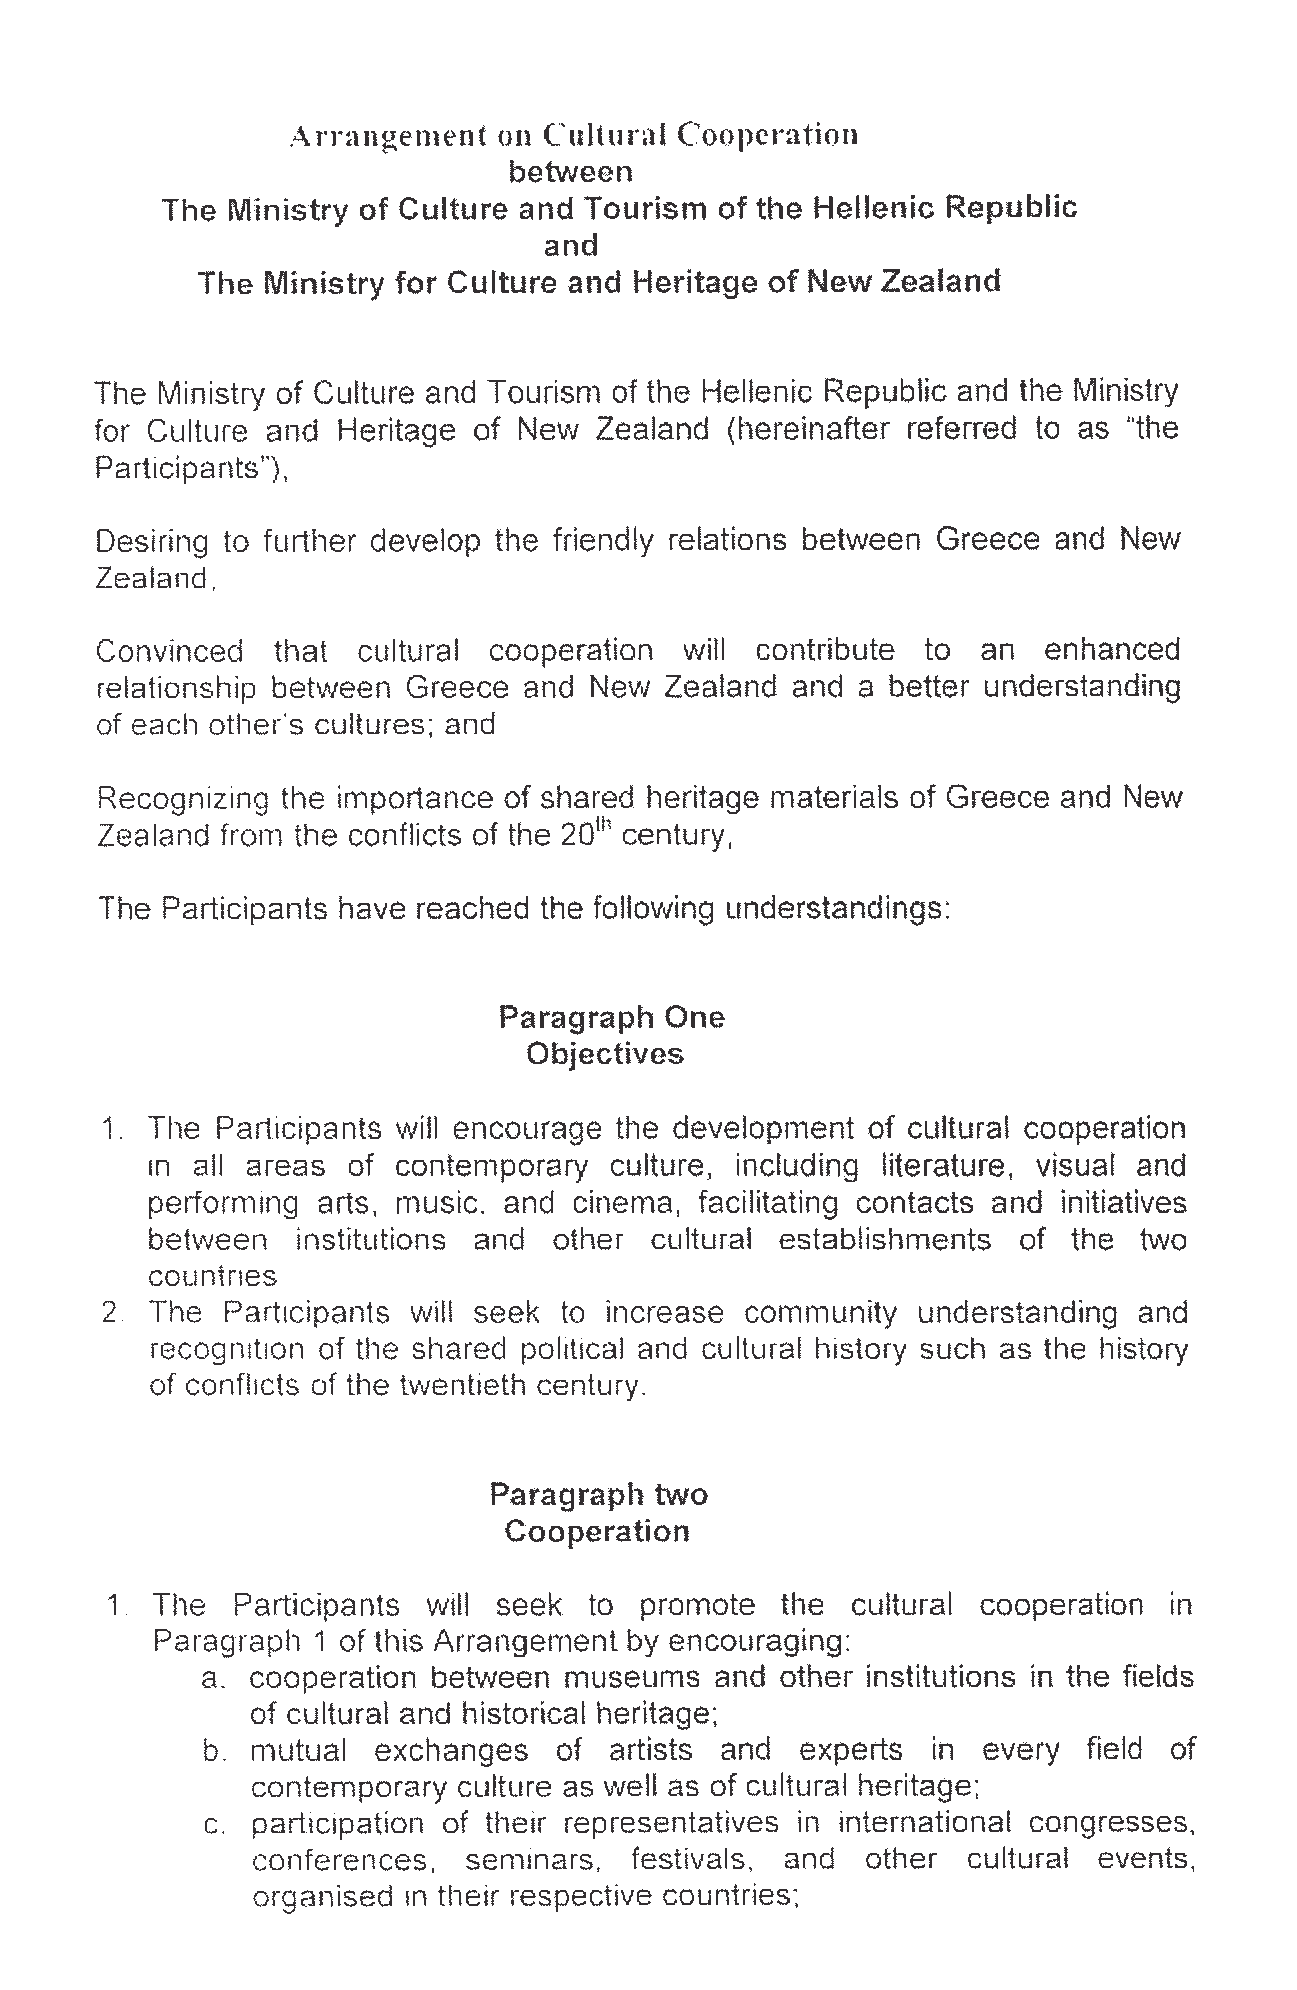 Arrangement on Cultural Cooperation
between
The Ministry of Culture and Tourism of the Hellenic Republic
and
The Ministry for Culture and Heritage of New Zealand
The Ministry of Culture and Tourism of the Hellenic Republic and the Ministry
for Culture and Heritage of New Zealand (hereinafter referred to as "the
Participants"),
Desiring to further develop the friendly relations between Greece and New
Zealand,
Convinced that cultural cooperation will contribute to an enhanced
relationship between Greece and New Zealand and a better understanding
of each other's cultures; and
Recognizing the importance of shared heritage materials of Greece and New
Zealand from the conflicts of the 20th century,
The Participants have reached the following understandings:
Paragraph One
Objectives
1. The Participants will encourage the development of cultural cooperation
in all areas of contemporary culture, including literature, visual and
performing arts, music. and cinema, facilitating contacts and initiatives
between institutions and other cultural establishments of the two
countries
2. The Participants will seek to increase community understanding and
recognition of the shared political and cultural history such as the history
of conflicts of the twentieth century.
Paragraph two
Cooperation
1. The Participants will seek to promote the cultural cooperation in
Paragraph 1 of this Arrangement by encouraging:
a. cooperation between museums and other institutions in the fields
of cultural and historical heritage;
b. mutual exchanges of artists and experts in every field of
contemporary culture as well as of cultural heritage;
c. participation of their representatives in international congresses,
conferences, seminars, festivals, and other cultural events,
organised in their respective countries;